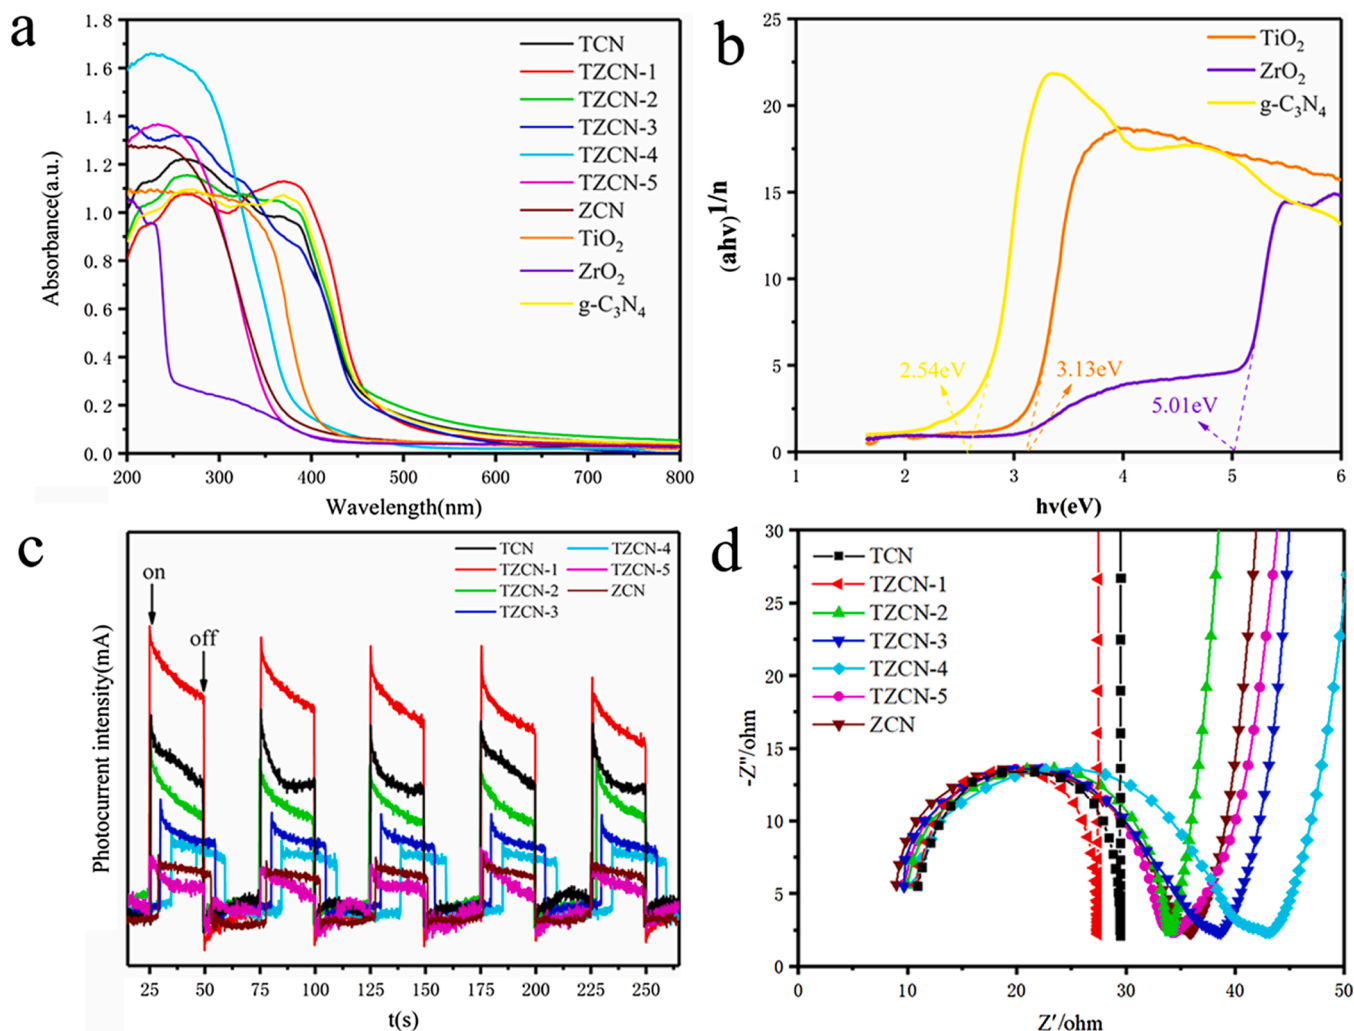 a
1.8
1.6
1.4
1.2
1.0
0.8
0.6
0.4
0.2
0.0
Absorbance(a.u.)
200 300 400 500 600 700 800
Wavelength(nm)
TCN
TZCN-1
TZCN-2
TZCN-3
TZCN-4
TZCN-5
ZCN
TiO2
ZrO2
g-C3N4
b
25
20
15
10
5
0
(ahv)1/n
1 2 3 4 5 6
hv(eV)
TiO2
ZrO2
g-C3N4
2.54eV
3.13eV
5.01eV
c
Photocurrent intensity(mA)
on
off
TCN TZCN-4
TZCN-1 TZCN-5
TZCN-2 ZCN
TZCN-3
25 50 75 100 125 150 175 200 225 250
t(s)
d
30
25
20
15
10
5
0
-Z''/ohm
TCN
TZCN-1
TZCN-2
TZCN-3
TZCN-4
TZCN-5
ZCN
0 10 20 30 40 50
Z'/ohm